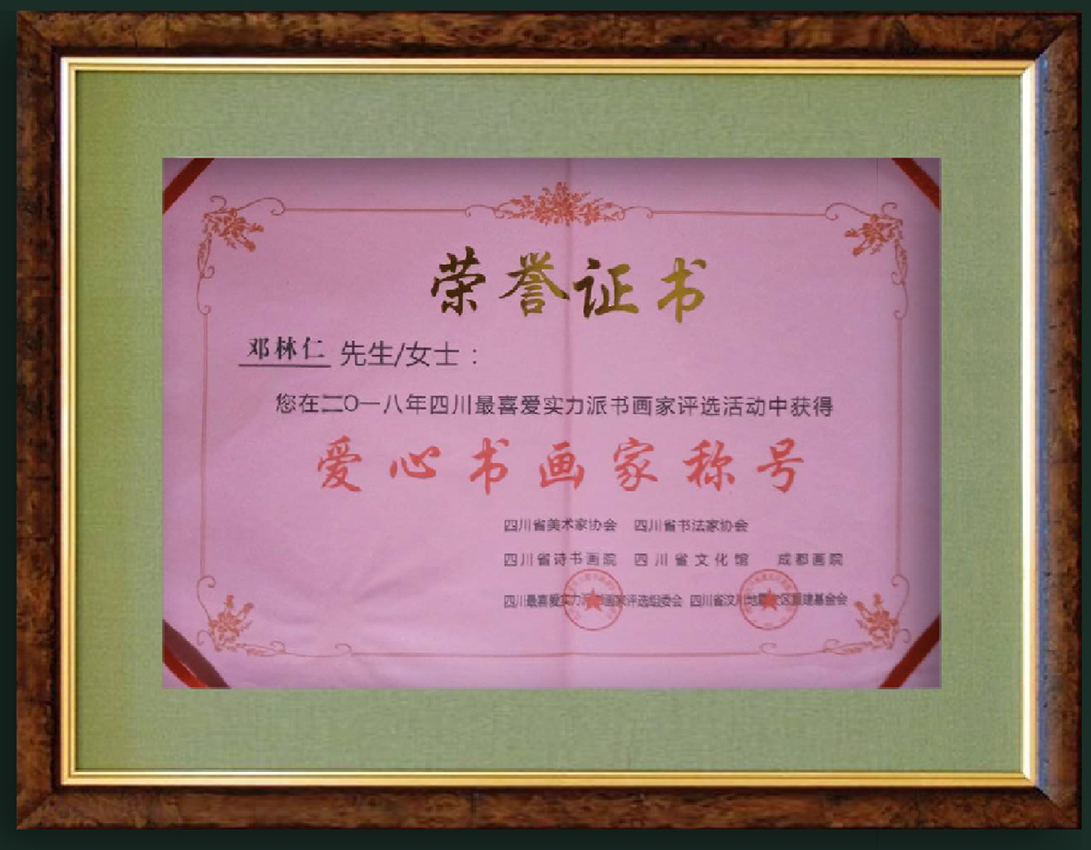 荣誉证书
邓林仁 先生/女士：
您在二〇一八年四川最喜爱实力派书画家评选活动中获得
爱心书画家称号
四川省美术家协会 四川省书法家协会
四川省诗书画院 四川省文化馆 成都画院
四川最喜爱实力派书画家评选组委会 四川省汶川地震灾区重建基金会